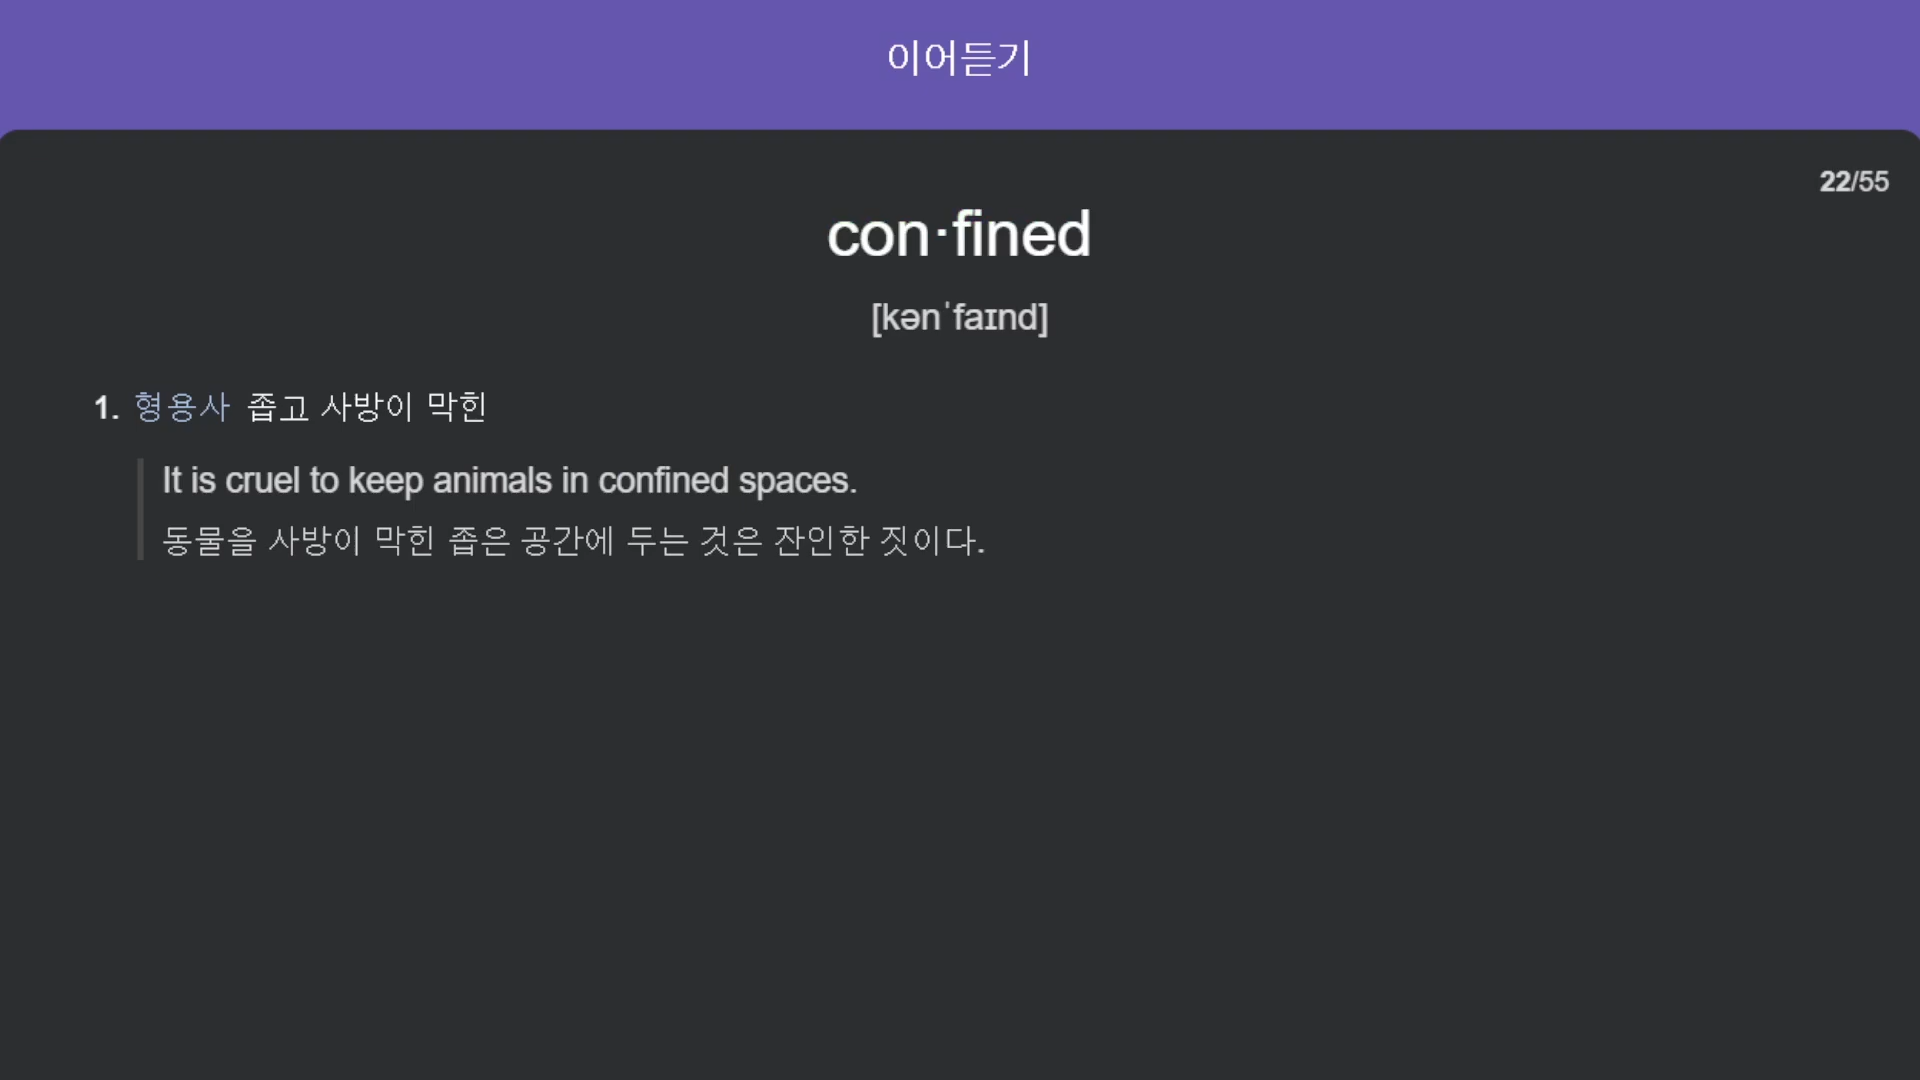 이어듣기
22/55
con·fined
[kənˈfaɪnd]
1. 형용사 좁고 사방이 막힌
It is cruel to keep animals in confined spaces.
동물을 사방이 막힌 좁은 공간에 두는 것은 잔인한 짓이다.